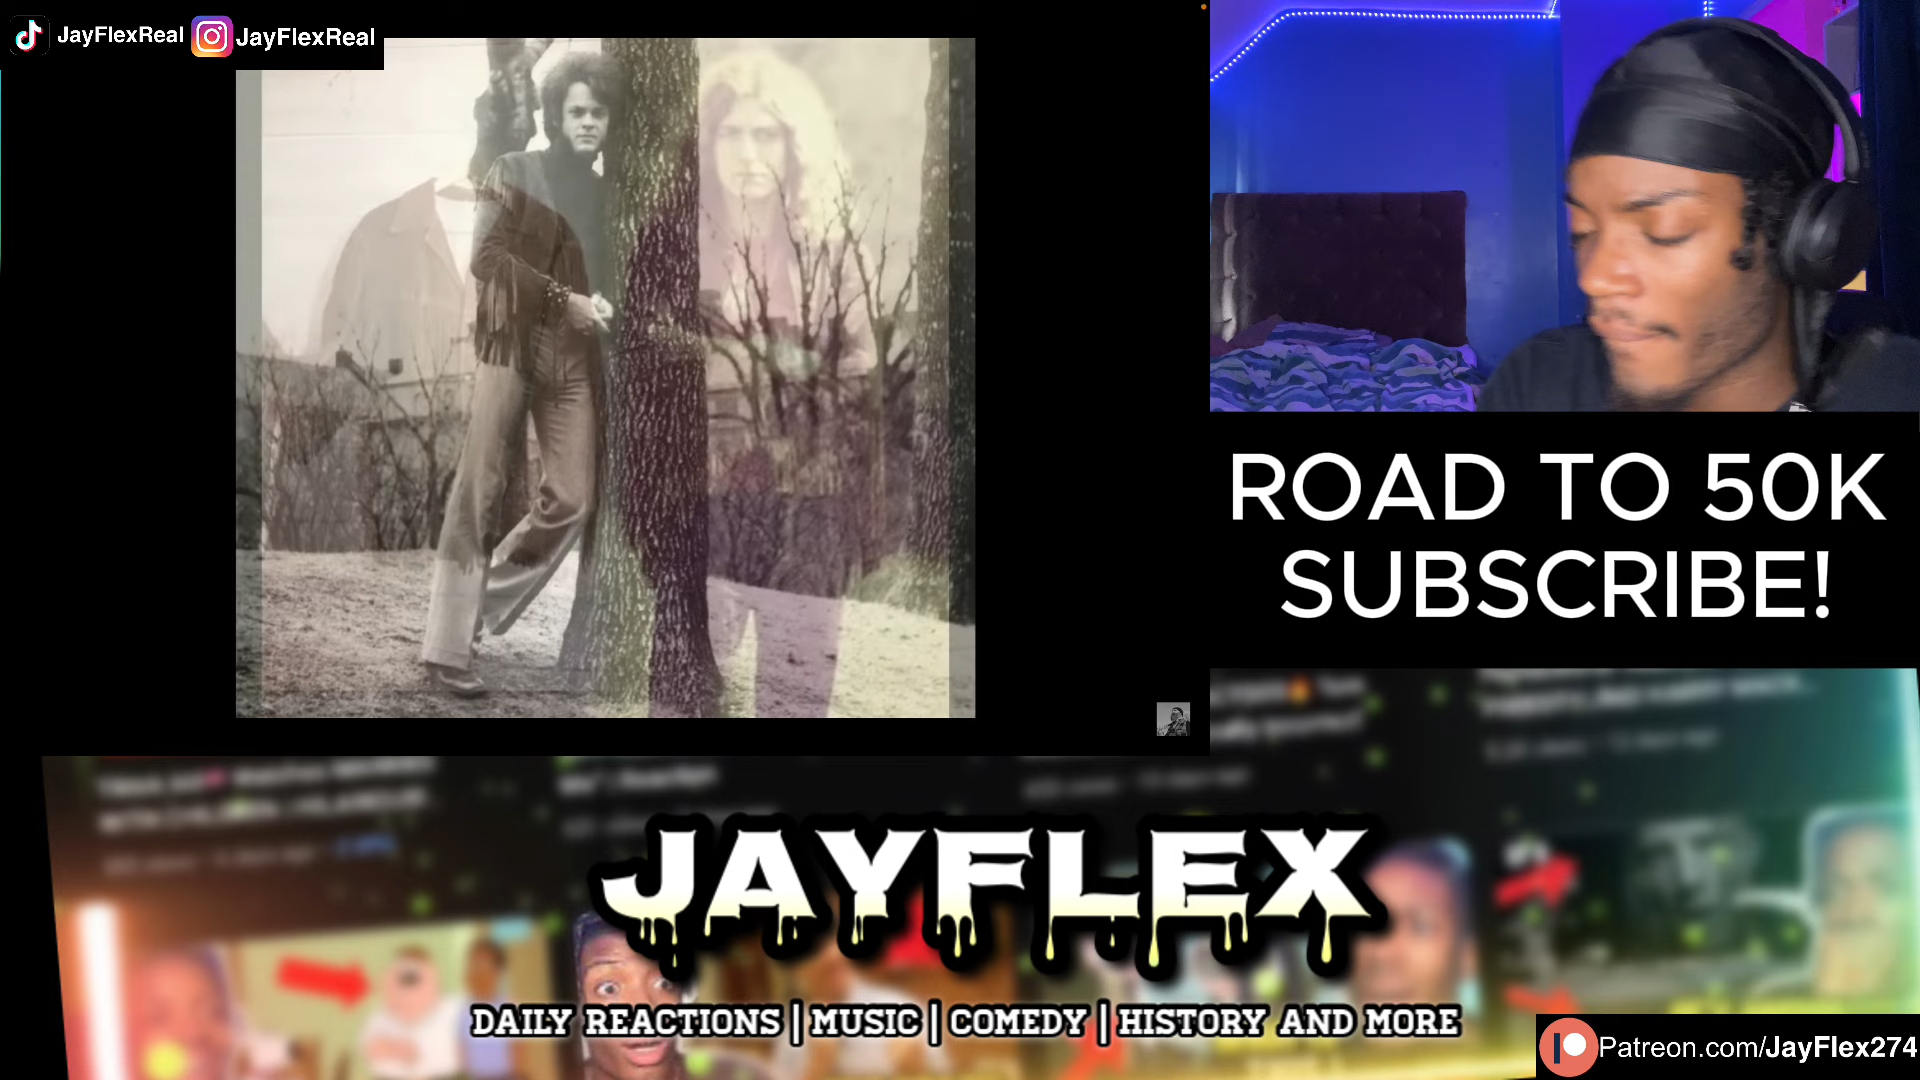 JayFlexReal JayFlexReal
ROAD TO 50K
SUBSCRIBE!
JAYFLEX
DAILY REACTIONS | MUSIC | COMEDY | HISTORY AND MORE
Patreon.com/JayFlex274